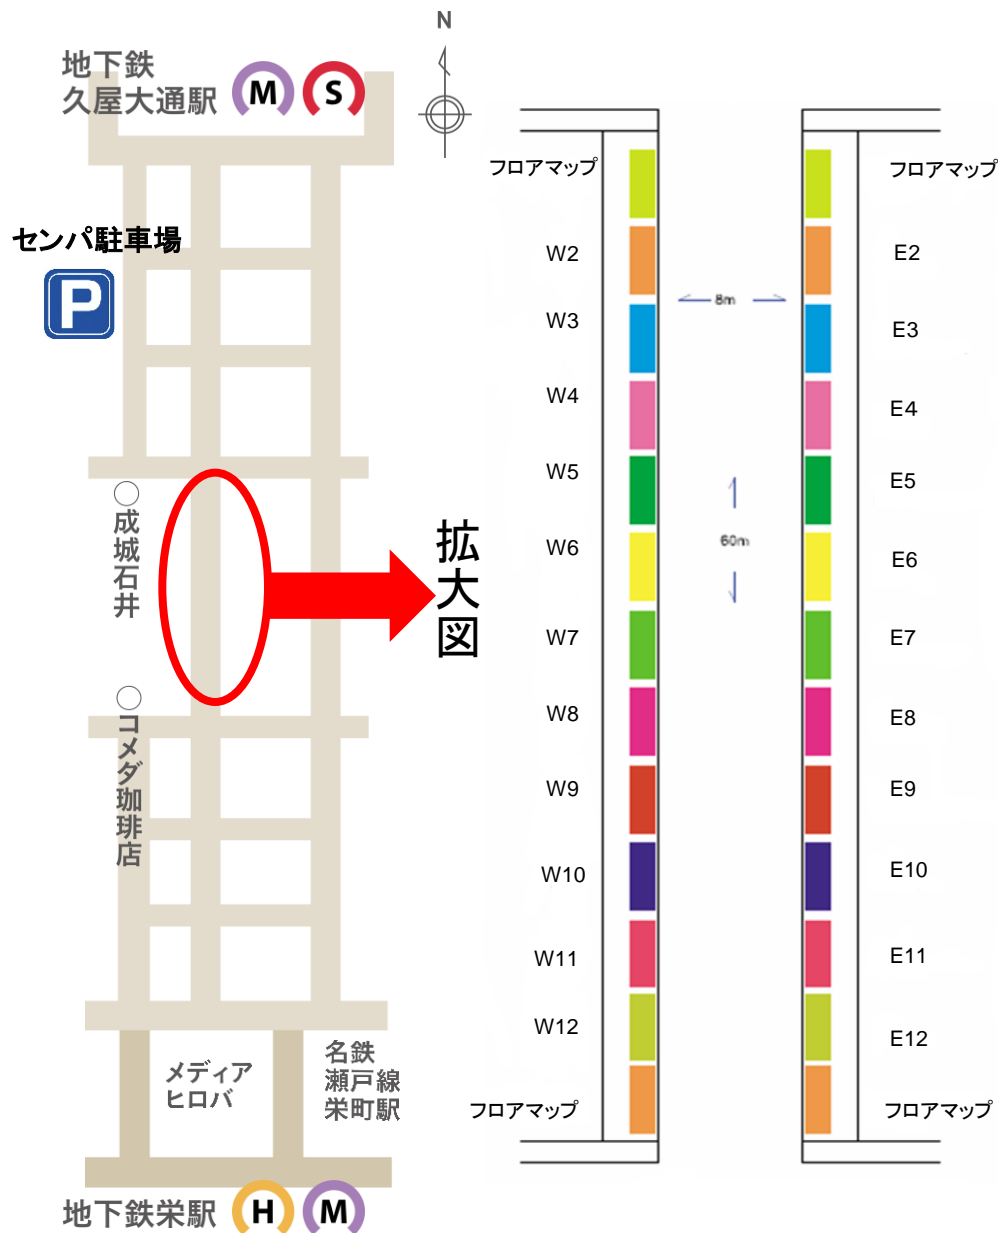 N
地下鉄
久屋大通駅
M
S
センパ駐車場
P
成城石井
コメダ珈琲店
メディア
ヒロバ
名鉄
瀬戸線
栄町駅
地下鉄栄駅
H
M
拡大図
フロアマップ
W2
W3
W4
W5
W6
W7
W8
W9
W10
W11
W12
フロアマップ
8m
60m
フロアマップ
E2
E3
E4
E5
E6
E7
E8
E9
E10
E11
E12
フロアマップ